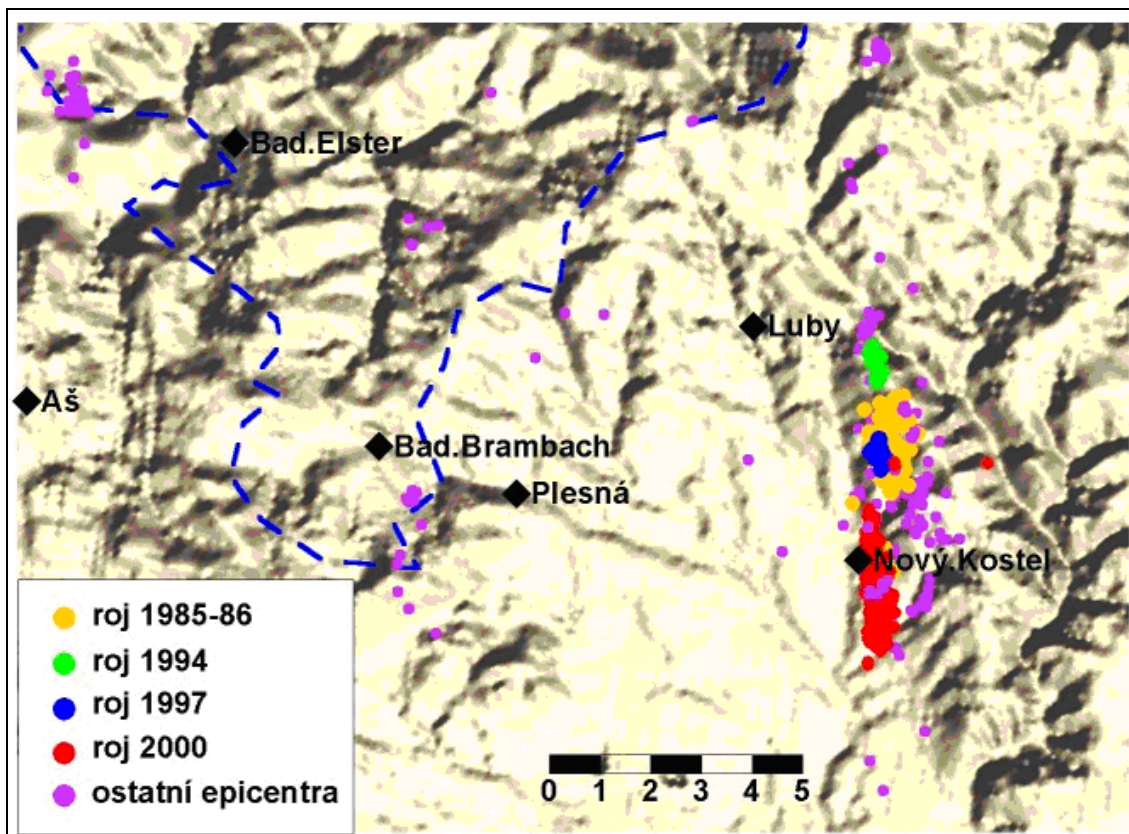 Bad.Elster
Luby
Aš
Bad.Brambach
Plesná
Nový.Kostel
roj 1985-86
roj 1994
roj 1997
roj 2000
ostatní epicentra
0 1 2 3 4 5